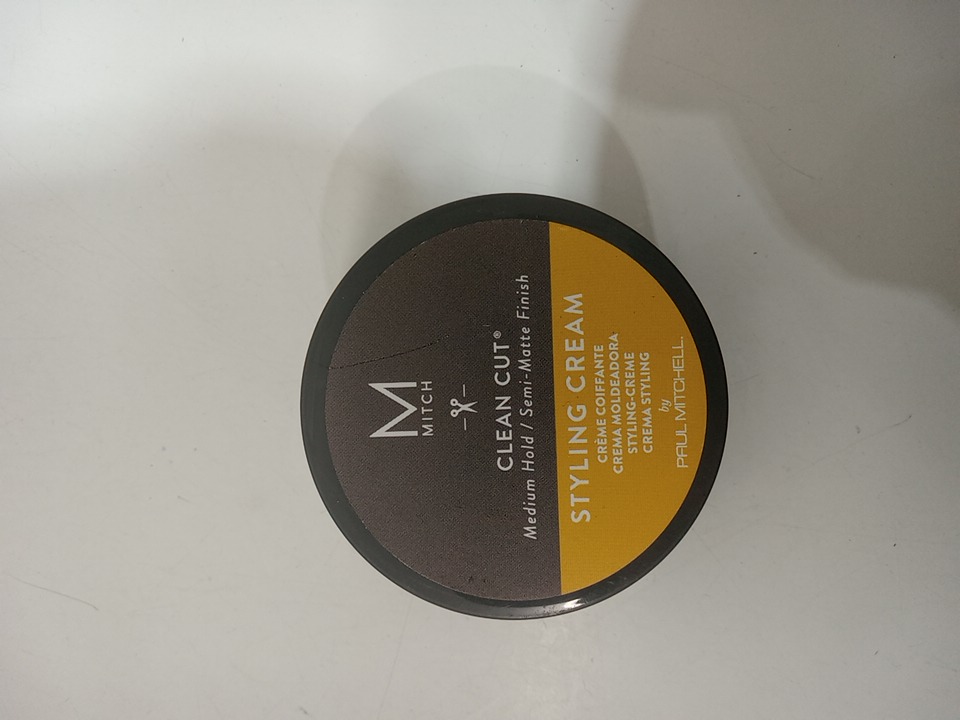 M
MITCH
CLEAN CUT®
Medium Hold / Semi-Matte Finish
STYLING CREAM
CRÈME COIFFANTE
CREMA MOLDEADORA
STYLING-CREME
CREMA STYLING
by
PAUL MITCHELL.